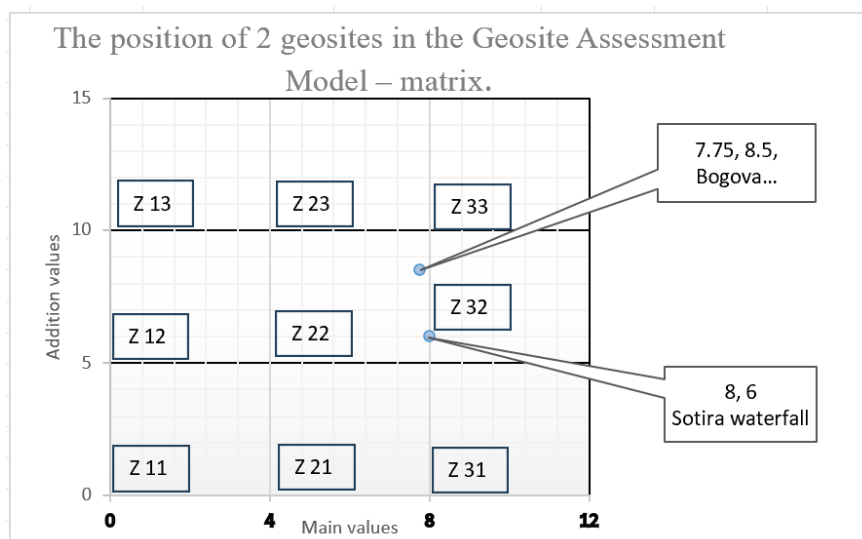 The position of 2 geosites in the Geosite Assessment
Model – matrix.
15
7.75, 8.5,
Bogova...
Z 13
Z 23
Z 33
10
Addition values
Z 32
Z 12
Z 22
5
8, 6
Sotira waterfall
Z 11
Z 21
Z 31
0
0
4
8
12
Main values